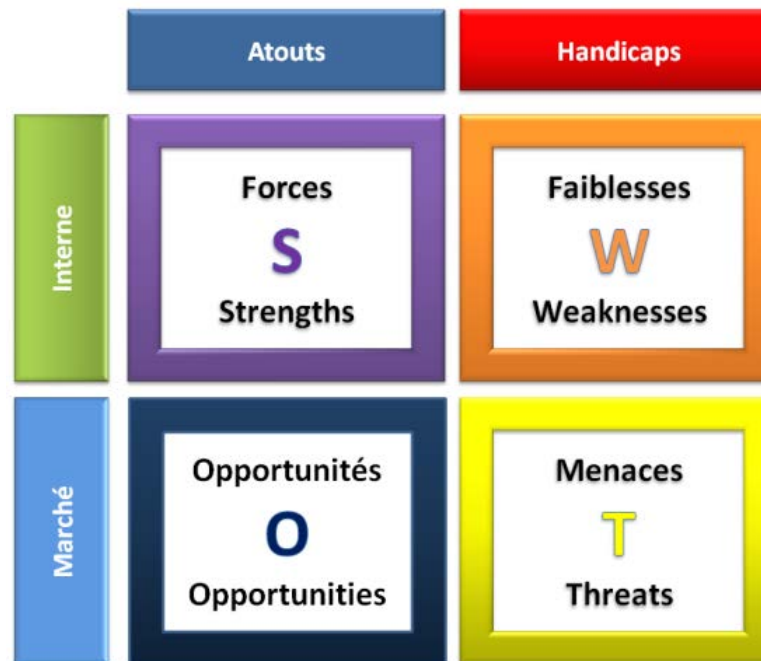 Atouts
Handicaps
Interne
Forces
S
Strengths
Faiblesses
W
Weaknesses
Marché
Opportunités
O
Opportunities
Menaces
T
Threats